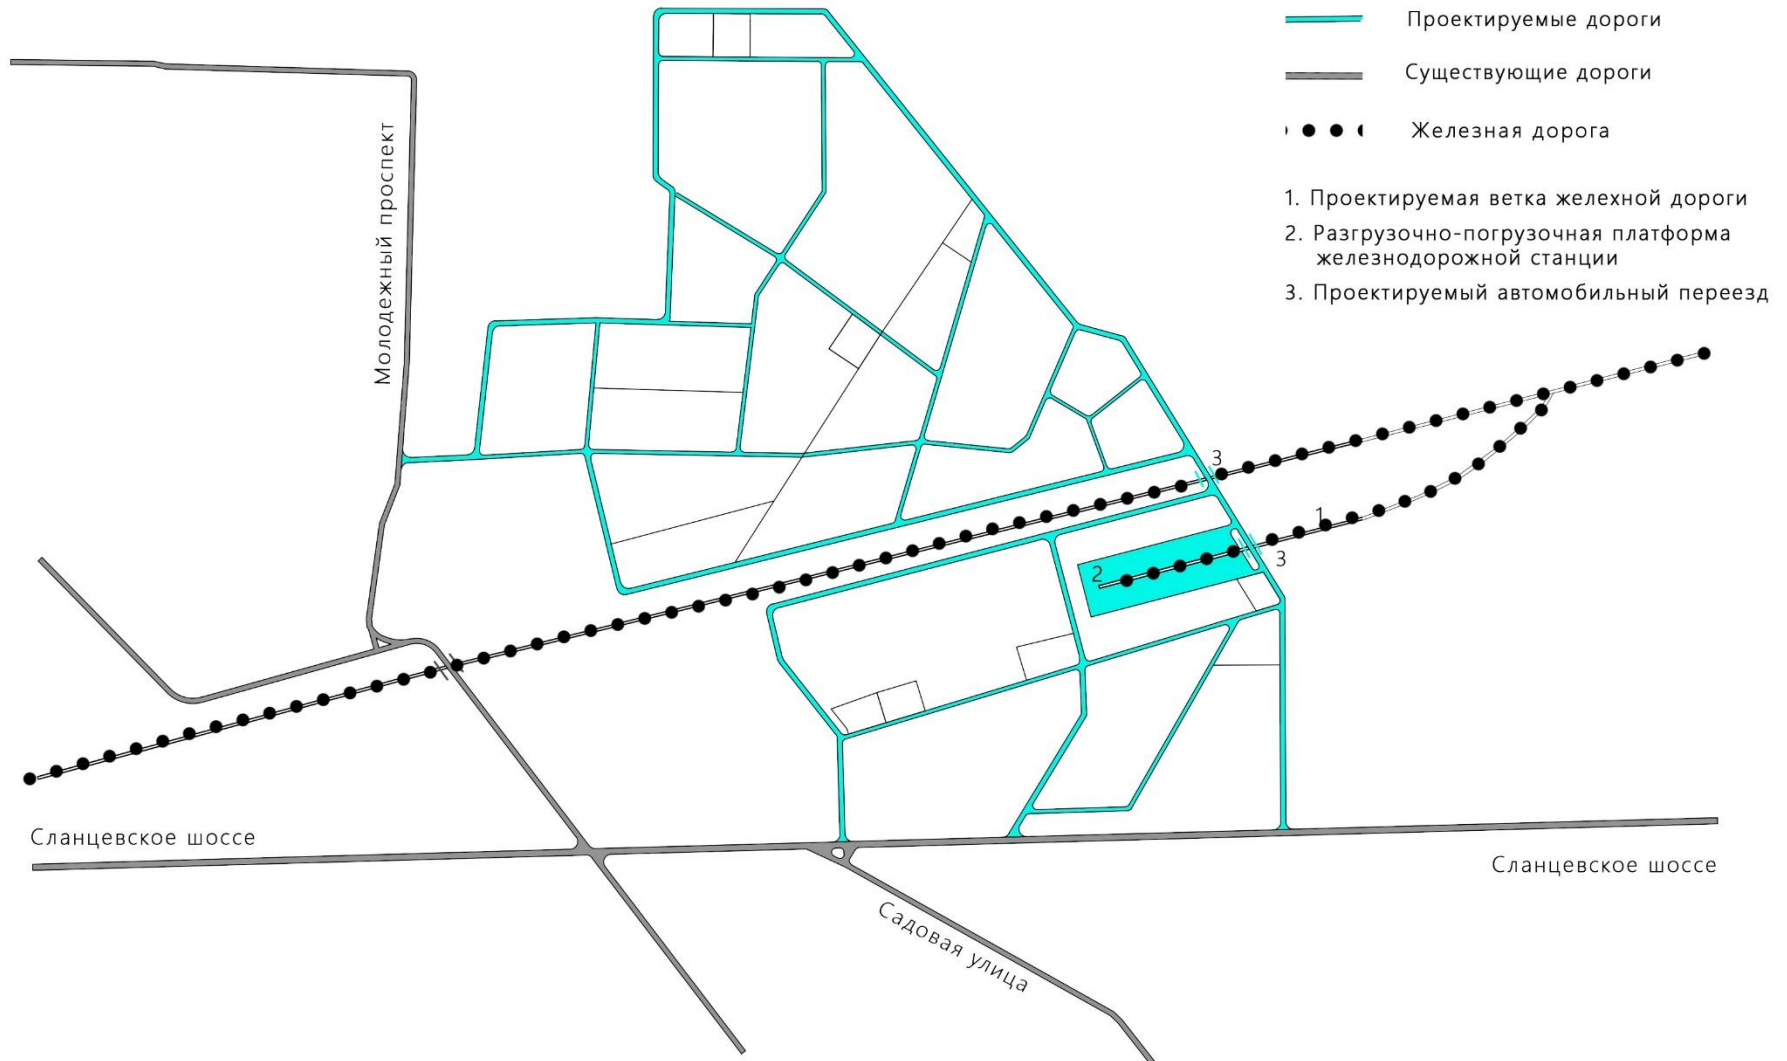 Проектируемые дороги
Существующие дороги
Железная дорога
1. Проектируемая ветка желехной дороги
2. Разгрузочно-погрузочная платформа
железнодорожной станции
3. Проектируемый автомобильный переезд
Молодежный проспект
3
1
3
2
Сланцевское шоссе
Сланцевское шоссе
Садовая улица